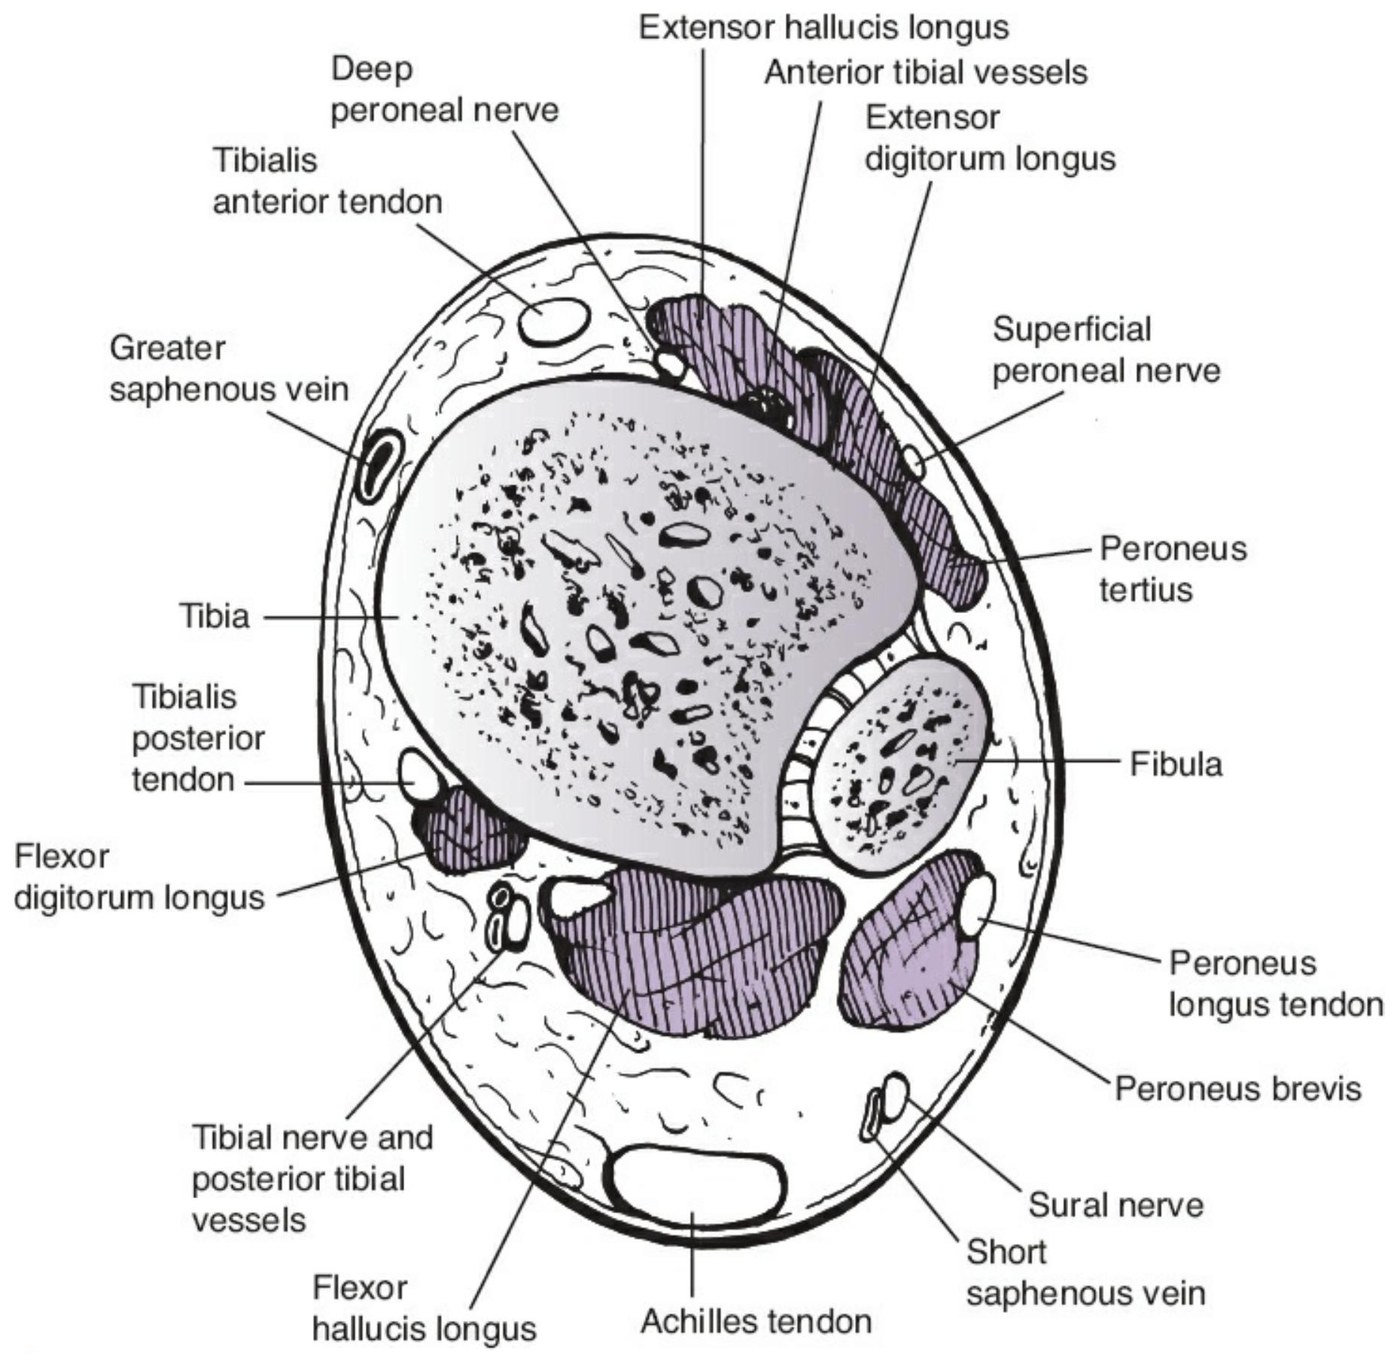 Extensor hallucis longus
Deep
peroneal nerve
Anterior tibial vessels
Extensor
digitorum longus
Tibialis
anterior tendon
Greater
saphenous vein
Superficial
peroneal nerve
Peroneus
tertius
Tibia
Tibialis
posterior
tendon
Fibula
Flexor
digitorum longus
Peroneus
longus tendon
Peroneus brevis
Tibial nerve and
posterior tibial
vessels
Sural nerve
Short
saphenous vein
Flexor
hallucis longus
Achilles tendon